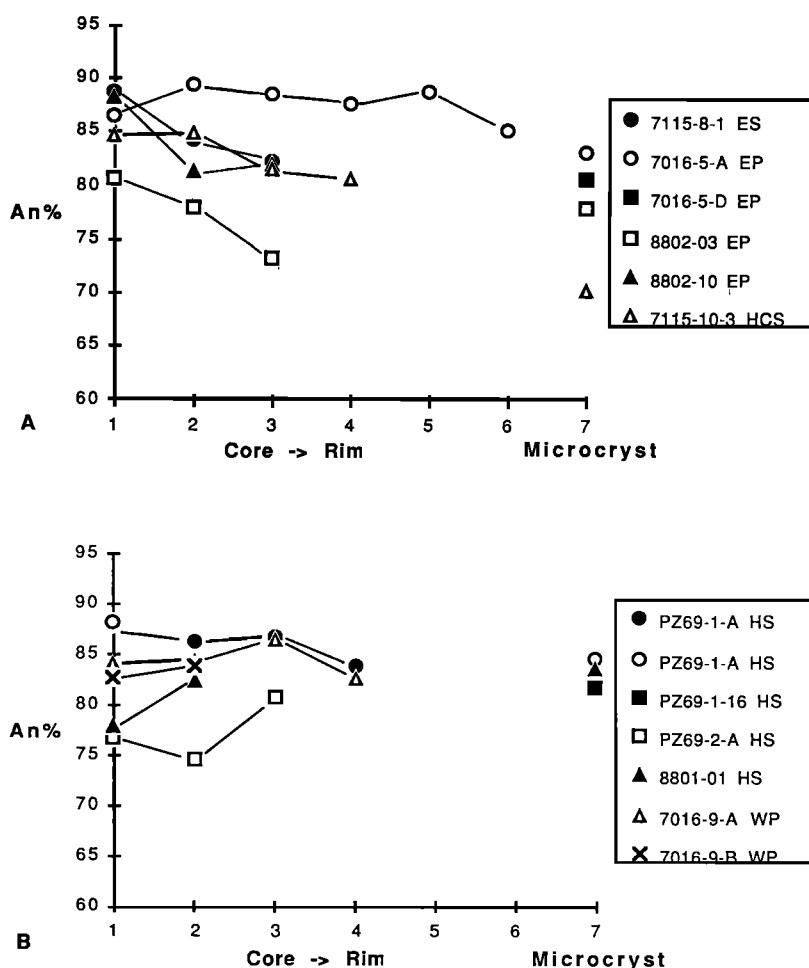 95
90
85
80
An%
75
70
65
60
1 2 3 4 5 6 7
A
Core -> Rim Microcryst
7115-8-1 ES
7016-5-A EP
7016-5-D EP
8802-03 EP
8802-10 EP
7115-10-3 HCS
95
90
85
80
An%
75
70
65
60
1 2 3 4 5 6 7
B
Core -> Rim Microcryst
PZ69-1-A HS
PZ69-1-A HS
PZ69-1-16 HS
PZ69-2-A HS
8801-01 HS
7016-9-A WP
7016-9-B WP